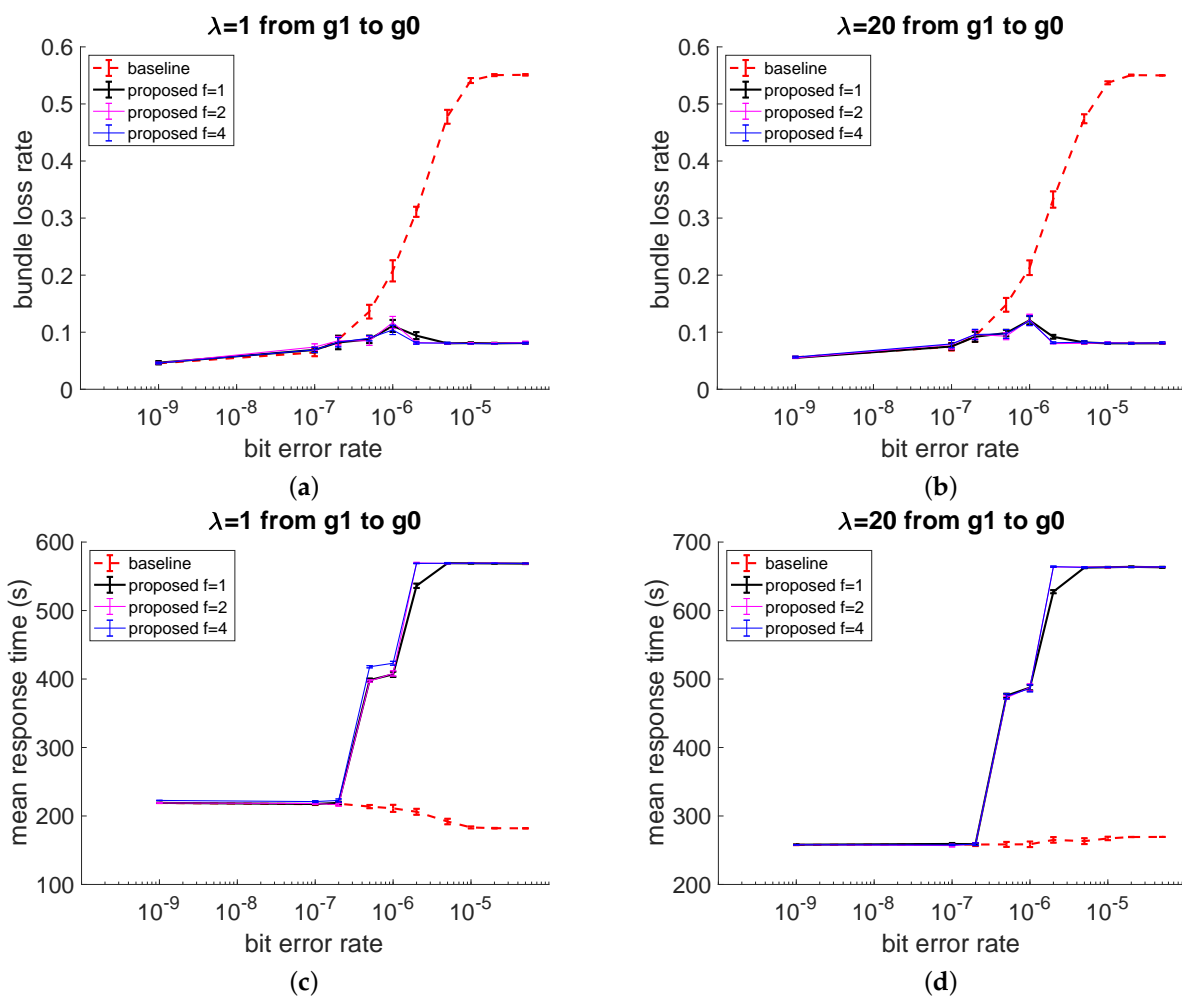 λ=1 from g1 to g0
0.6
0.5
0.4
0.3
0.2
0.1
0
bundle loss rate
baseline
proposed f=1
proposed f=2
proposed f=4
10⁻⁹ 10⁻⁸ 10⁻⁷ 10⁻⁶ 10⁻⁵
bit error rate
(a)
λ=20 from g1 to g0
0.6
0.5
0.4
0.3
0.2
0.1
0
bundle loss rate
baseline
proposed f=1
proposed f=2
proposed f=4
10⁻⁹ 10⁻⁸ 10⁻⁷ 10⁻⁶ 10⁻⁵
bit error rate
(b)
λ=1 from g1 to g0
600
500
400
300
200
100
mean response time (s)
baseline
proposed f=1
proposed f=2
proposed f=4
10⁻⁹ 10⁻⁸ 10⁻⁷ 10⁻⁶ 10⁻⁵
bit error rate
(c)
λ=20 from g1 to g0
700
600
500
400
300
200
mean response time (s)
baseline
proposed f=1
proposed f=2
proposed f=4
10⁻⁹ 10⁻⁸ 10⁻⁷ 10⁻⁶ 10⁻⁵
bit error rate
(d)